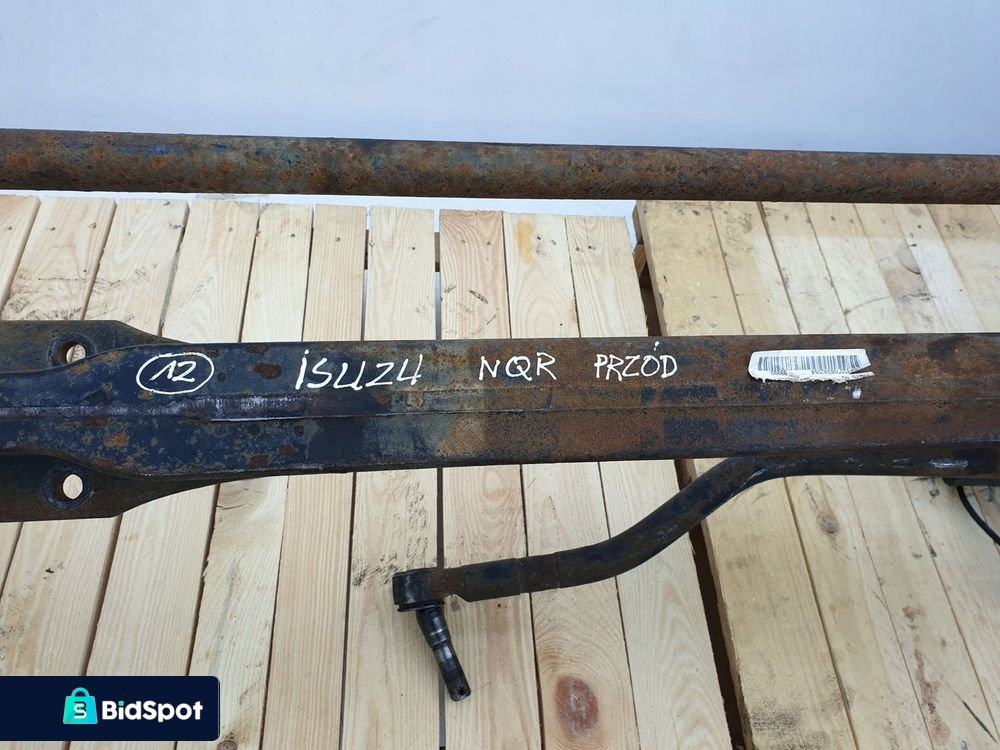 12 ISUZU NQR PRZÓD
BidSpot